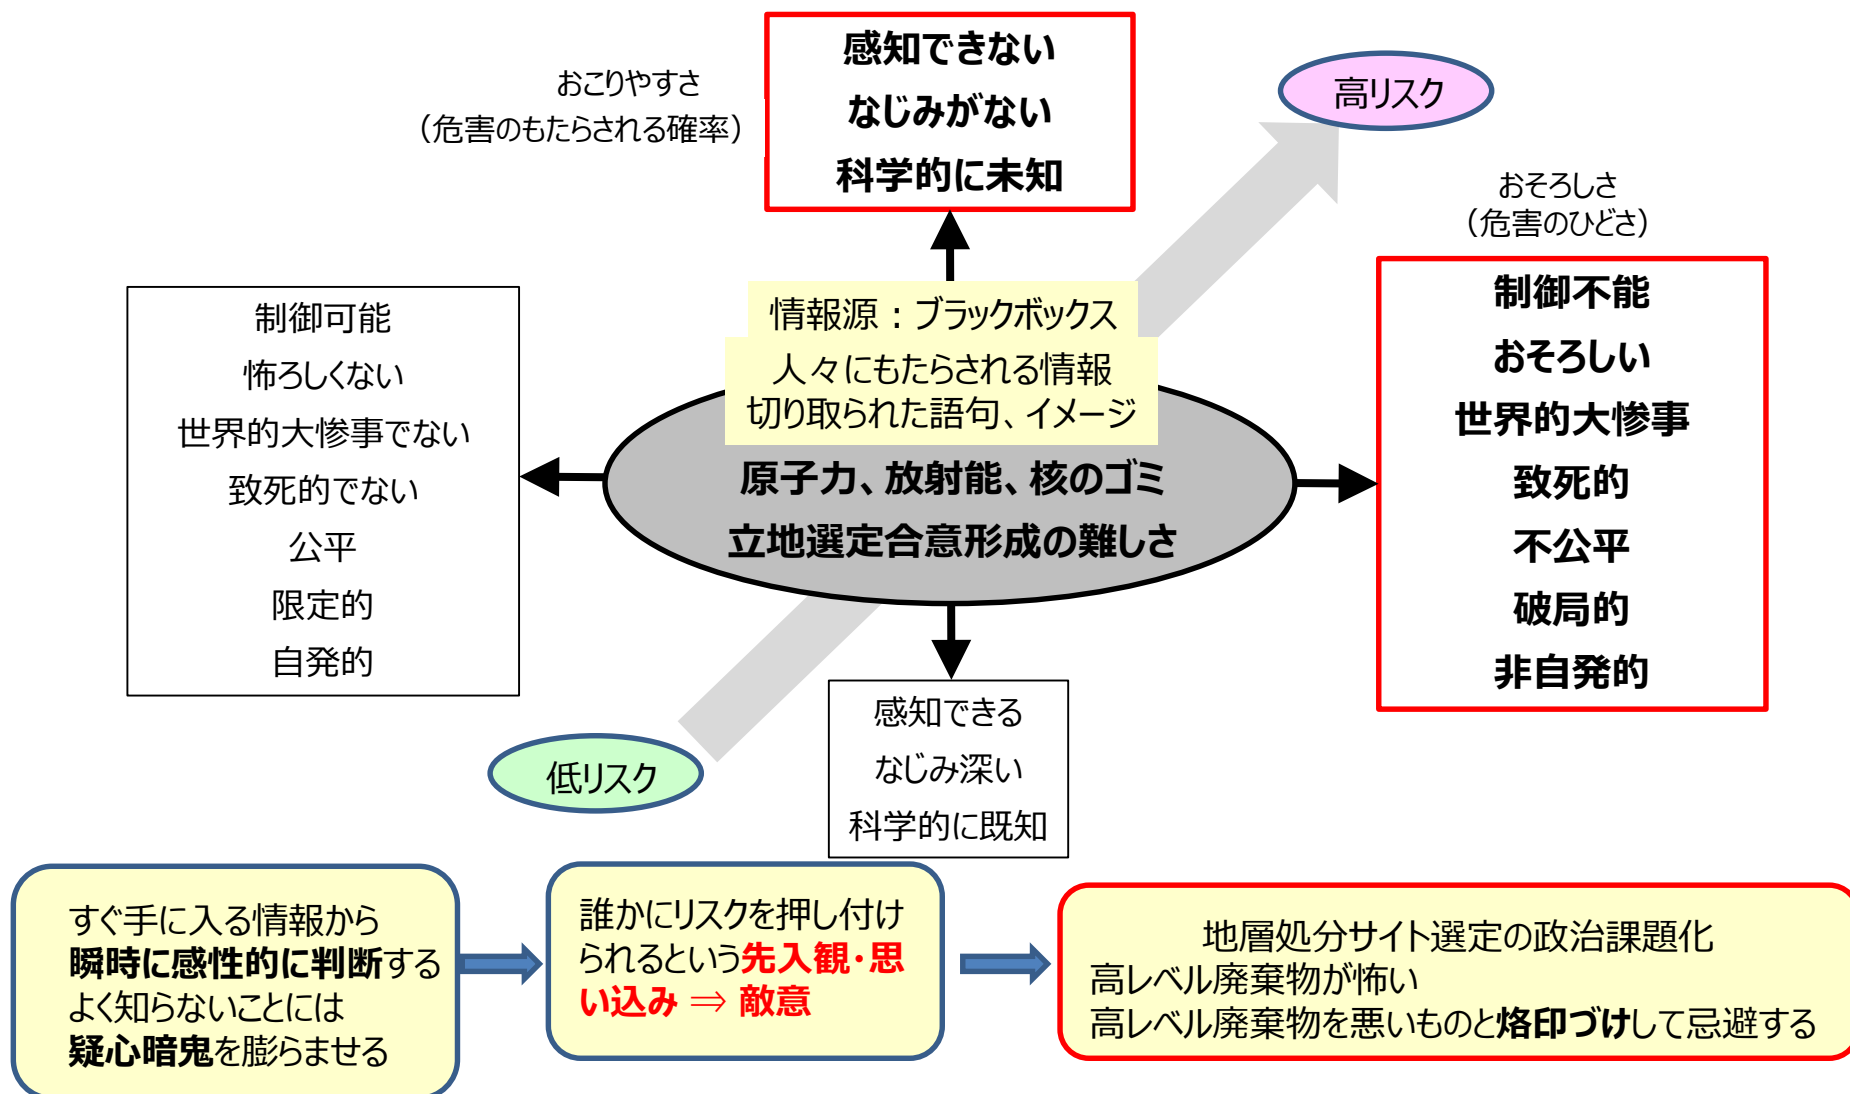 感知できない
なじみがない
科学的に未知
おこりやすさ
（危害のもたらされる確率）
高リスク
おそろしさ
（危害のひどさ）
制御可能
怖ろしくない
世界的大惨事でない
致死的でない
公平
限定的
自発的
情報源：ブラックボックス
人々にもたらされる情報
切り取られた語句、イメージ
原子力、放射能、核のゴミ
立地選定合意形成の難しさ
制御不能
おそろしい
世界的大惨事
致死的
不公平
破局的
非自発的
感知できる
なじみ深い
科学的に既知
低リスク
すぐ手に入る情報から
瞬時に感性的に判断する
よく知らないことには
疑心暗鬼を膨らませる
誰かにリスクを押し付け
られるという先入観・思
い込み ⇒ 敵意
地層処分サイト選定の政治課題化
高レベル廃棄物が怖い
高レベル廃棄物を悪いものと烙印づけして忌避する